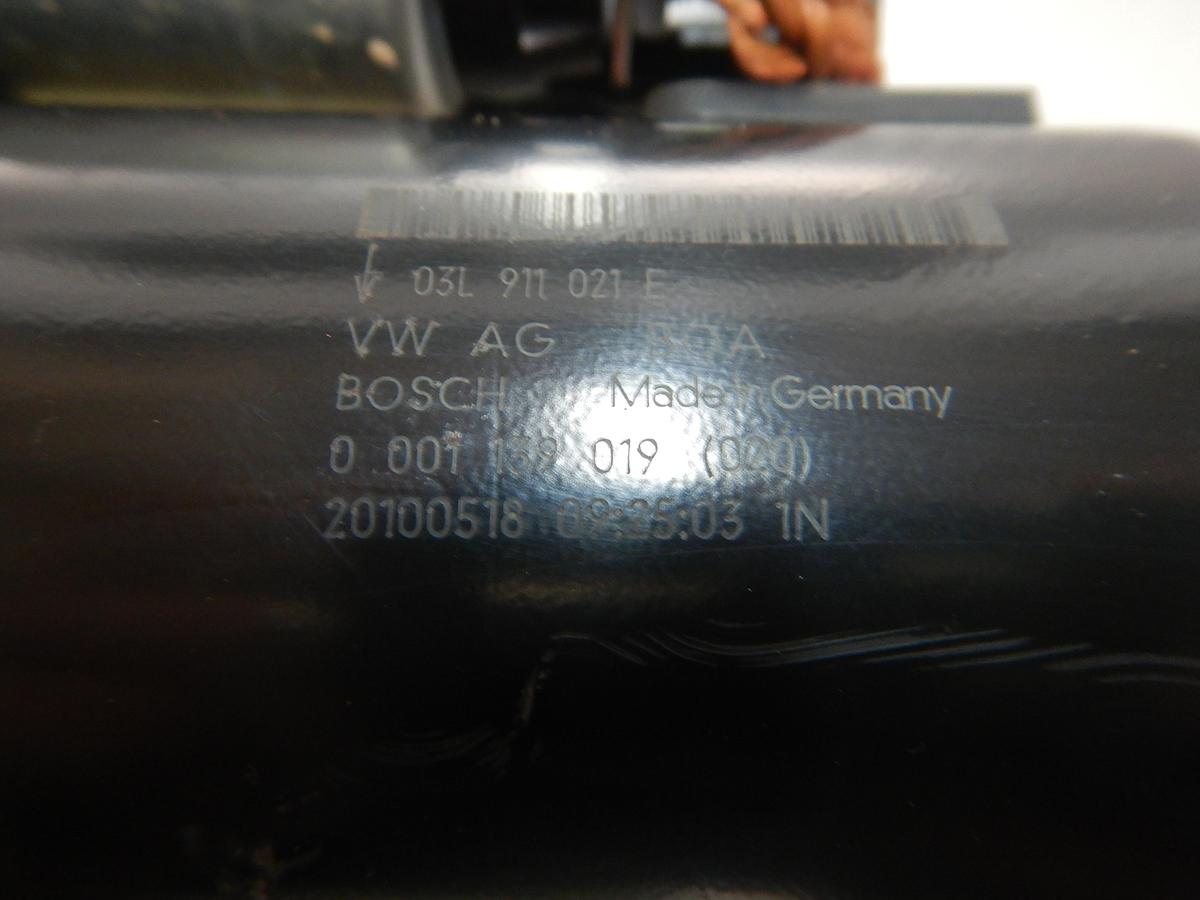 03L 911 021 E
VW AG
BOSCH Made in Germany
0 001 139 019 (020)
20100518 09:25:03 1N